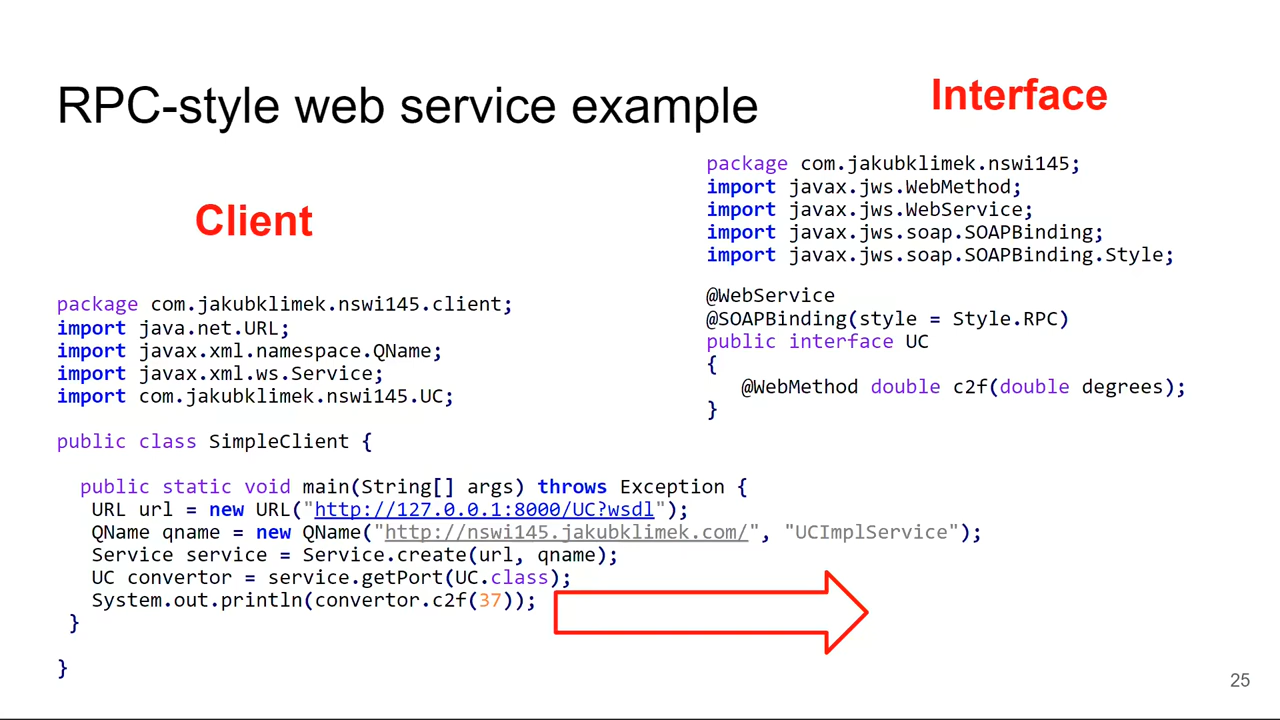 RPC-style web service example
Interface
package com.jakubklimek.nswi145;
import javax.jws.WebMethod;
import javax.jws.WebService;
import javax.jws.soap.SOAPBinding;
import javax.jws.soap.SOAPBinding.Style;
@WebService
@SOAPBinding(style = Style.RPC)
public interface UC
{
@WebMethod double c2f(double degrees);
}
Client
package com.jakubklimek.nswi145.client;
import java.net.URL;
import javax.xml.namespace.QName;
import javax.xml.ws.Service;
import com.jakubklimek.nswi145.UC;
public class SimpleClient {
public static void main(String[] args) throws Exception {
URL url = new URL("http://127.0.0.1:8000/UC?wsdl");
QName qname = new QName("http://nswi145.jakubklimek.com/", "UCImplService");
Service service = Service.create(url, qname);
UC convertor = service.getPort(UC.class);
System.out.println(convertor.c2f(37));
}
}
25